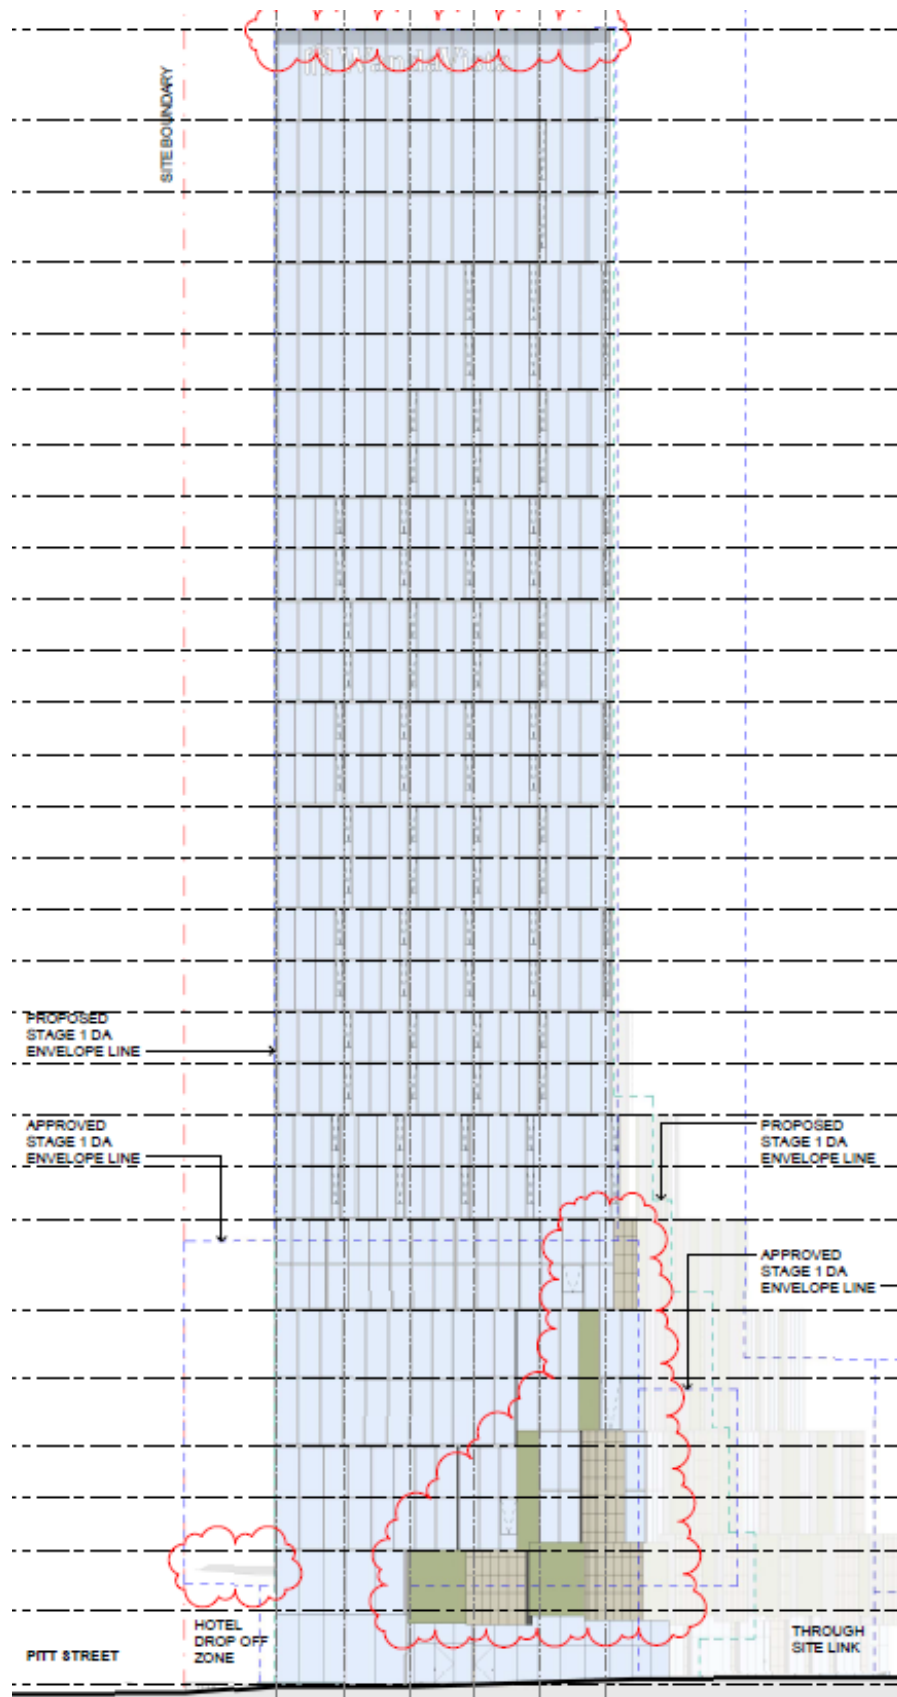 WandaVista
SITE BOUNDARY
PROPOSED
STAGE 1 DA
ENVELOPE LINE
APPROVED
STAGE 1 DA
ENVELOPE LINE
PROPOSED
STAGE 1 DA
ENVELOPE LINE
APPROVED
STAGE 1 DA
ENVELOPE LINE
HOTEL
DROP OFF
ZONE
PITT STREET
THROUGH
SITE LINK